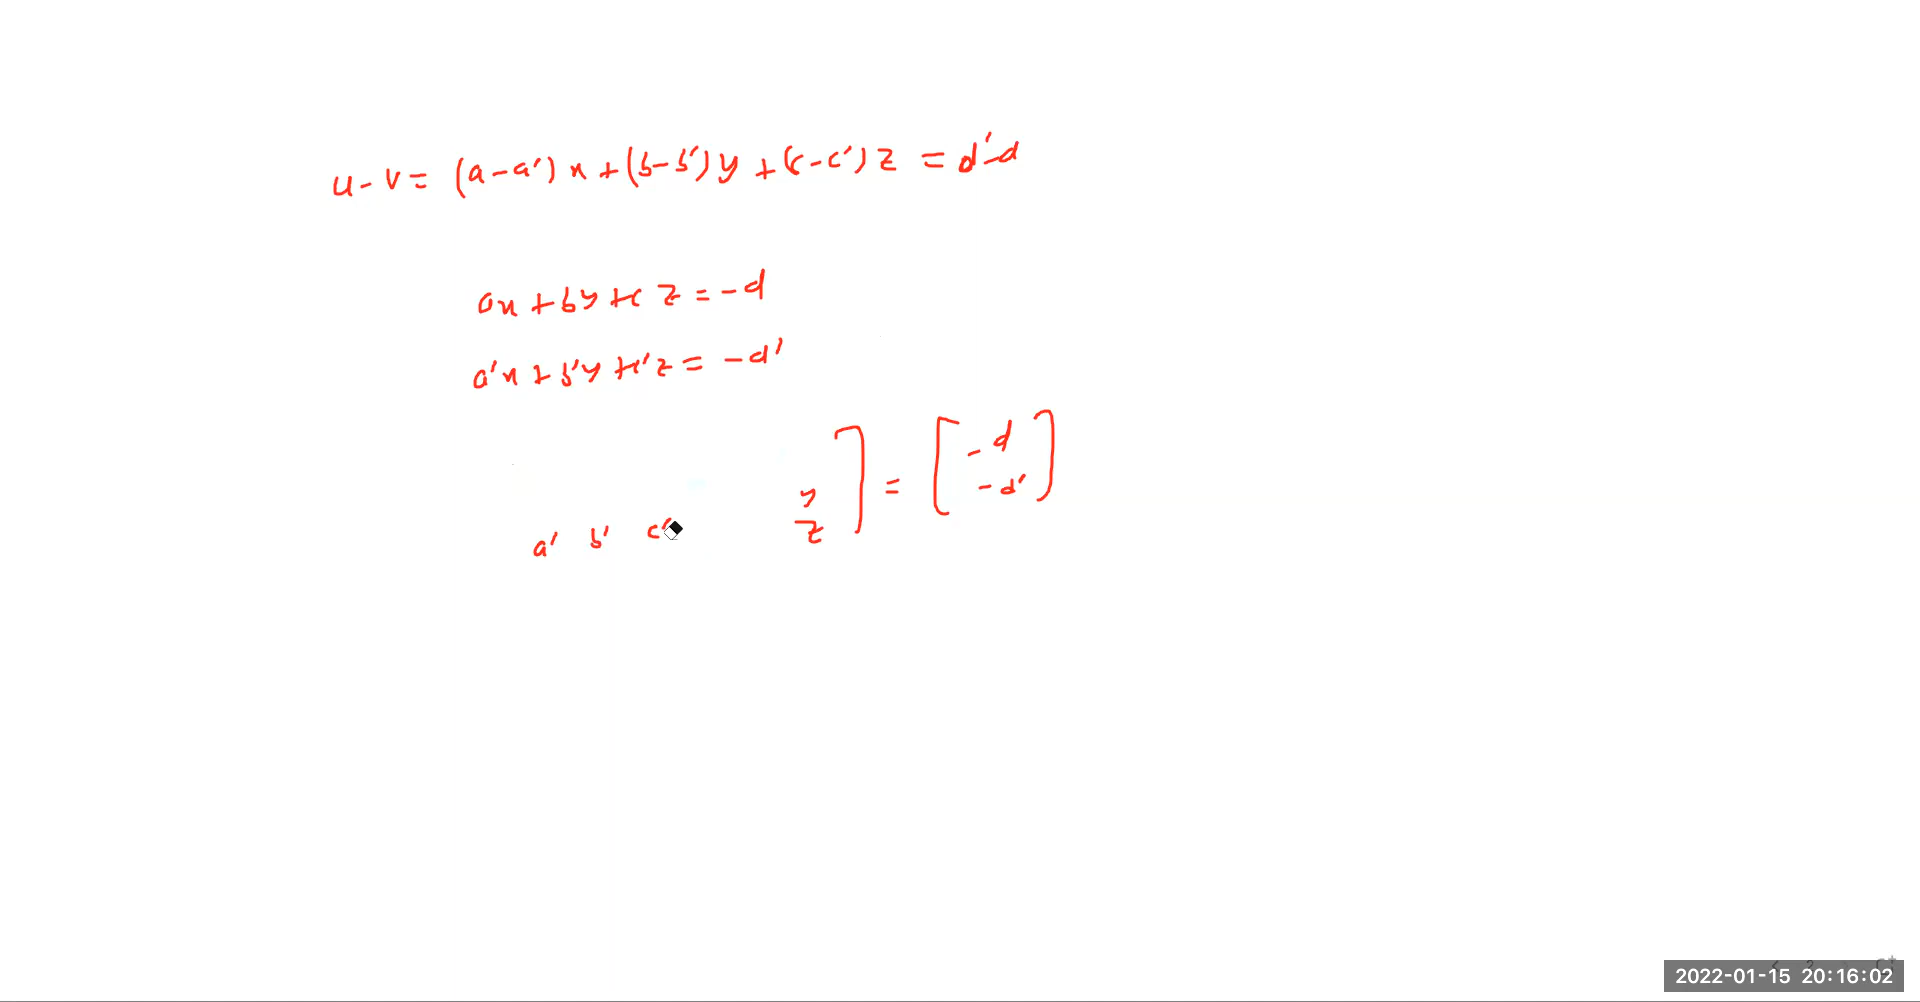 u - v = (a-a')x + (b-b')y + (c-c')z = d'-d
ax + by + cz = -d
a'x + b'y + c'z = -d'
y ] = [ -d
a' b' c' z -d' ]
2022-01-15 20:16:02